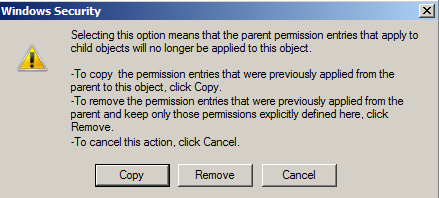 Windows Security
Selecting this option means that the parent permission entries that apply to
child objects will no longer be applied to this object.
-To copy the permission entries that were previously applied from the
parent to this object, click Copy.
-To remove the permission entries that were previously applied from the
parent and keep only those permissions explicitly defined here, click
Remove.
-To cancel this action, click Cancel.
Copy
Remove
Cancel